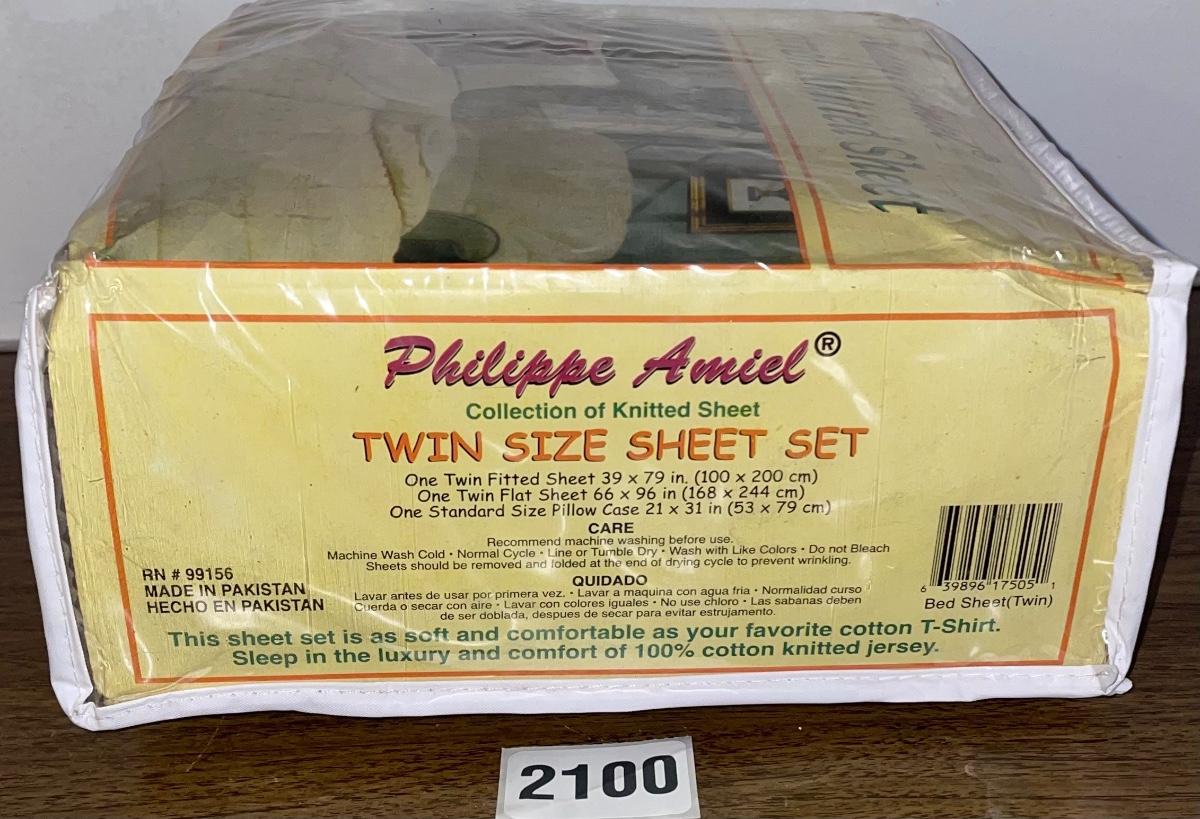 Knitted Sheet
Philippe Amiel®
Collection of Knitted Sheet
TWIN SIZE SHEET SET
One Twin Fitted Sheet 39 x 79 in. (100 x 200 cm)
One Twin Flat Sheet 66 x 96 in (168 x 244 cm)
One Standard Size Pillow Case 21 x 31 in (53 x 79 cm)
CARE
Recommend machine washing before use.
Machine Wash Cold • Normal Cycle • Line or Tumble Dry • Wash with Like Colors • Do not Bleach
Sheets should be removed and folded at the end of drying cycle to prevent wrinkling.
QUIDADO
Lavar antes de usar por primera vez. • Lavar a maquina con agua fria • Normalidad curso
Cuerda o secar con aire • Lavar con colores iguales • No use chloro • Las sabanas deben
de ser doblada, despues de secar para evitar estrujamento.
RN # 99156
MADE IN PAKISTAN
HECHO EN PAKISTAN
6 39896 17505 1
Bed Sheet(Twin)
This sheet set is as soft and comfortable as your favorite cotton T-Shirt.
Sleep in the luxury and comfort of 100% cotton knitted jersey.
2100